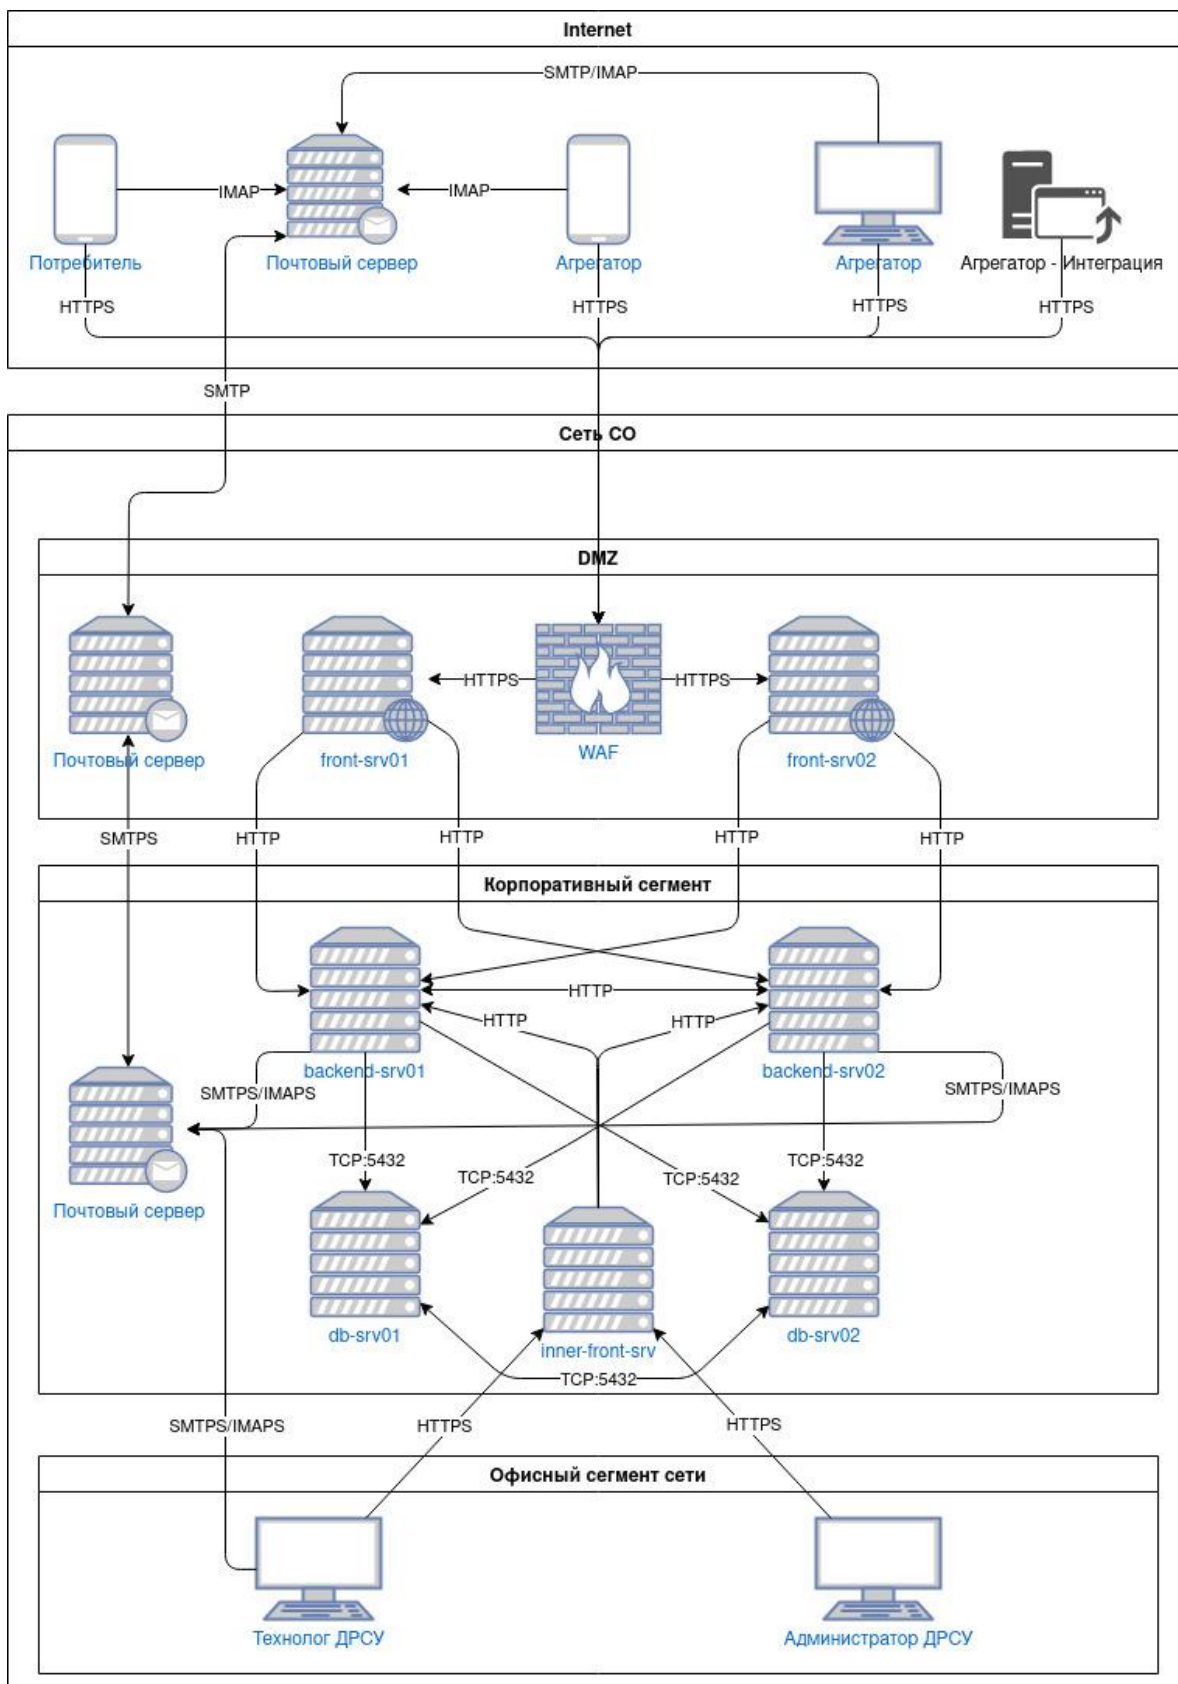 Internet
SMTP/IMAP
IMAP
IMAP
Потребитель
Почтовый сервер
Агрегатор
Агрегатор
Агрегатор - Интеграция
HTTPS
HTTPS
HTTPS
HTTPS
SMTP
Сеть СО
DMZ
HTTPS
HTTPS
Почтовый сервер
front-srv01
WAF
front-srv02
SMTPS
HTTP
HTTP
HTTP
HTTP
Корпоративный сегмент
HTTP
HTTP
HTTP
backend-srv01
backend-srv02
SMTPS/IMAPS
SMTPS/IMAPS
TCP:5432
TCP:5432
TCP:5432
TCP:5432
Почтовый сервер
db-srv01
inner-front-srv
db-srv02
TCP:5432
SMTPS/IMAPS
HTTPS
HTTPS
Офисный сегмент сети
Технолог ДРСУ
Администратор ДРСУ